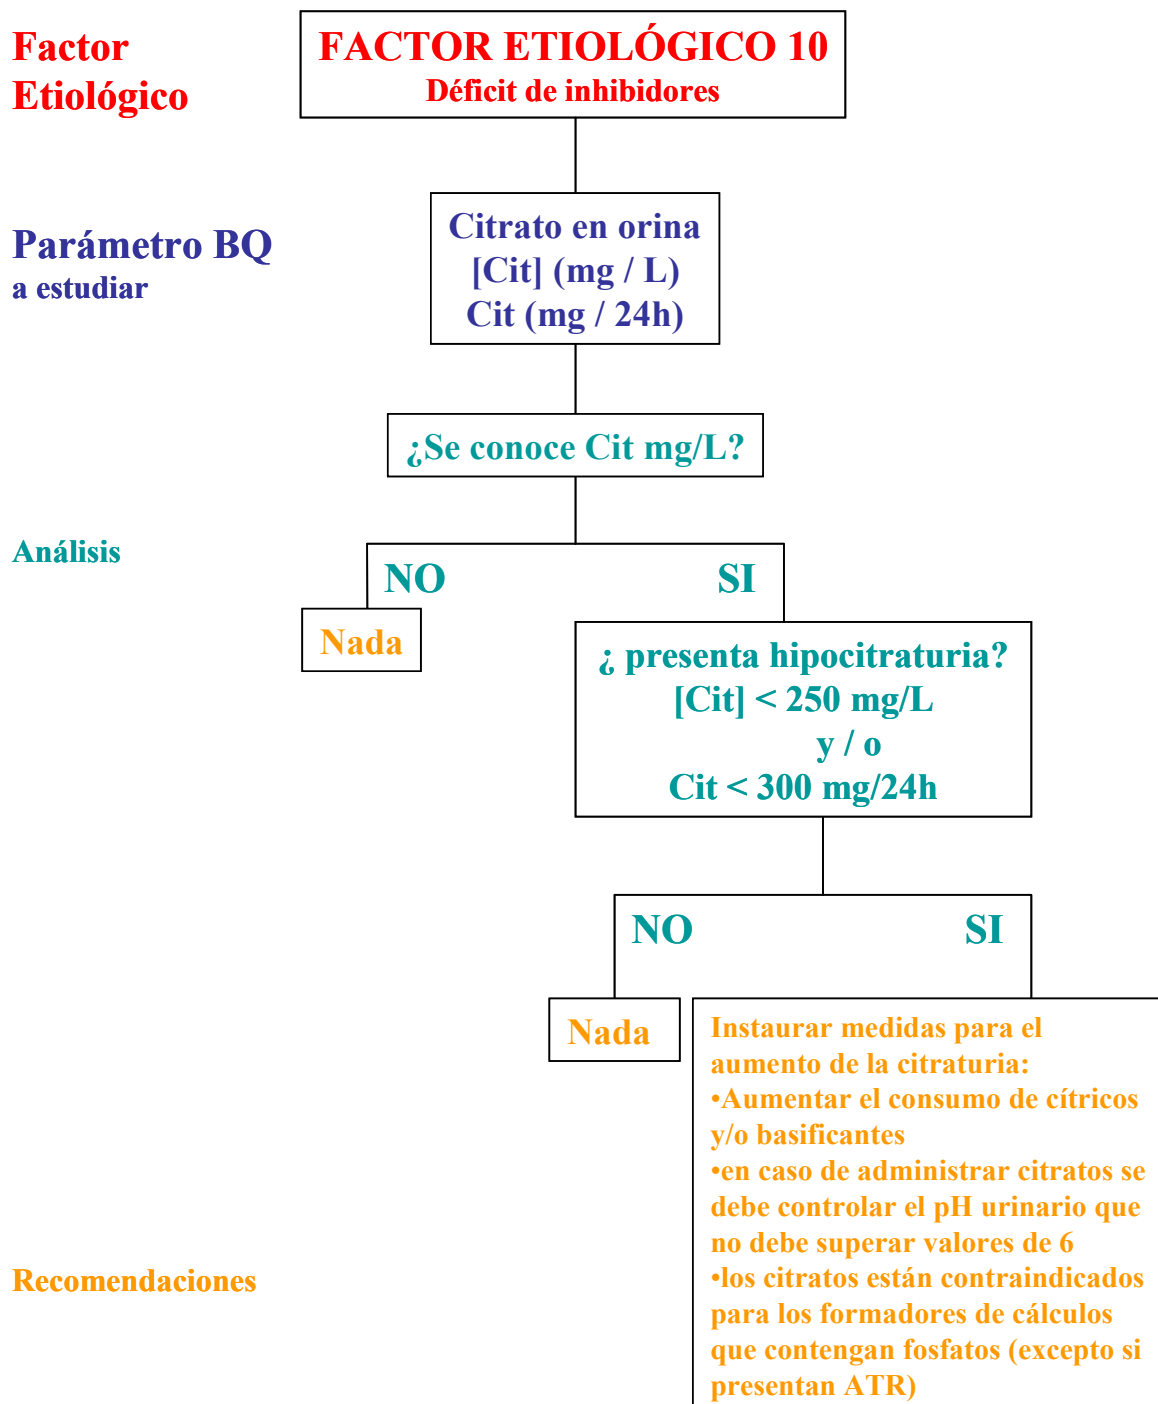 Factor
Etiológico
FACTOR ETIOLÓGICO 10
Déficit de inhibidores
Parámetro BQ
a estudiar
Citrato en orina
[Cit] (mg / L)
Cit (mg / 24h)
¿Se conoce Cit mg/L?
Análisis
NO
SI
Nada
¿ presenta hipocitraturia?
[Cit] < 250 mg/L
y / o
Cit < 300 mg/24h
NO
SI
Nada
Instaurar medidas para el
aumento de la citraturia:
•Aumentar el consumo de cítricos
y/o basificantes
•en caso de administrar citratos se
debe controlar el pH urinario que
no debe superar valores de 6
•los citratos están contraindicados
para los formadores de cálculos
que contengan fosfatos (excepto si
presentan ATR)
Recomendaciones